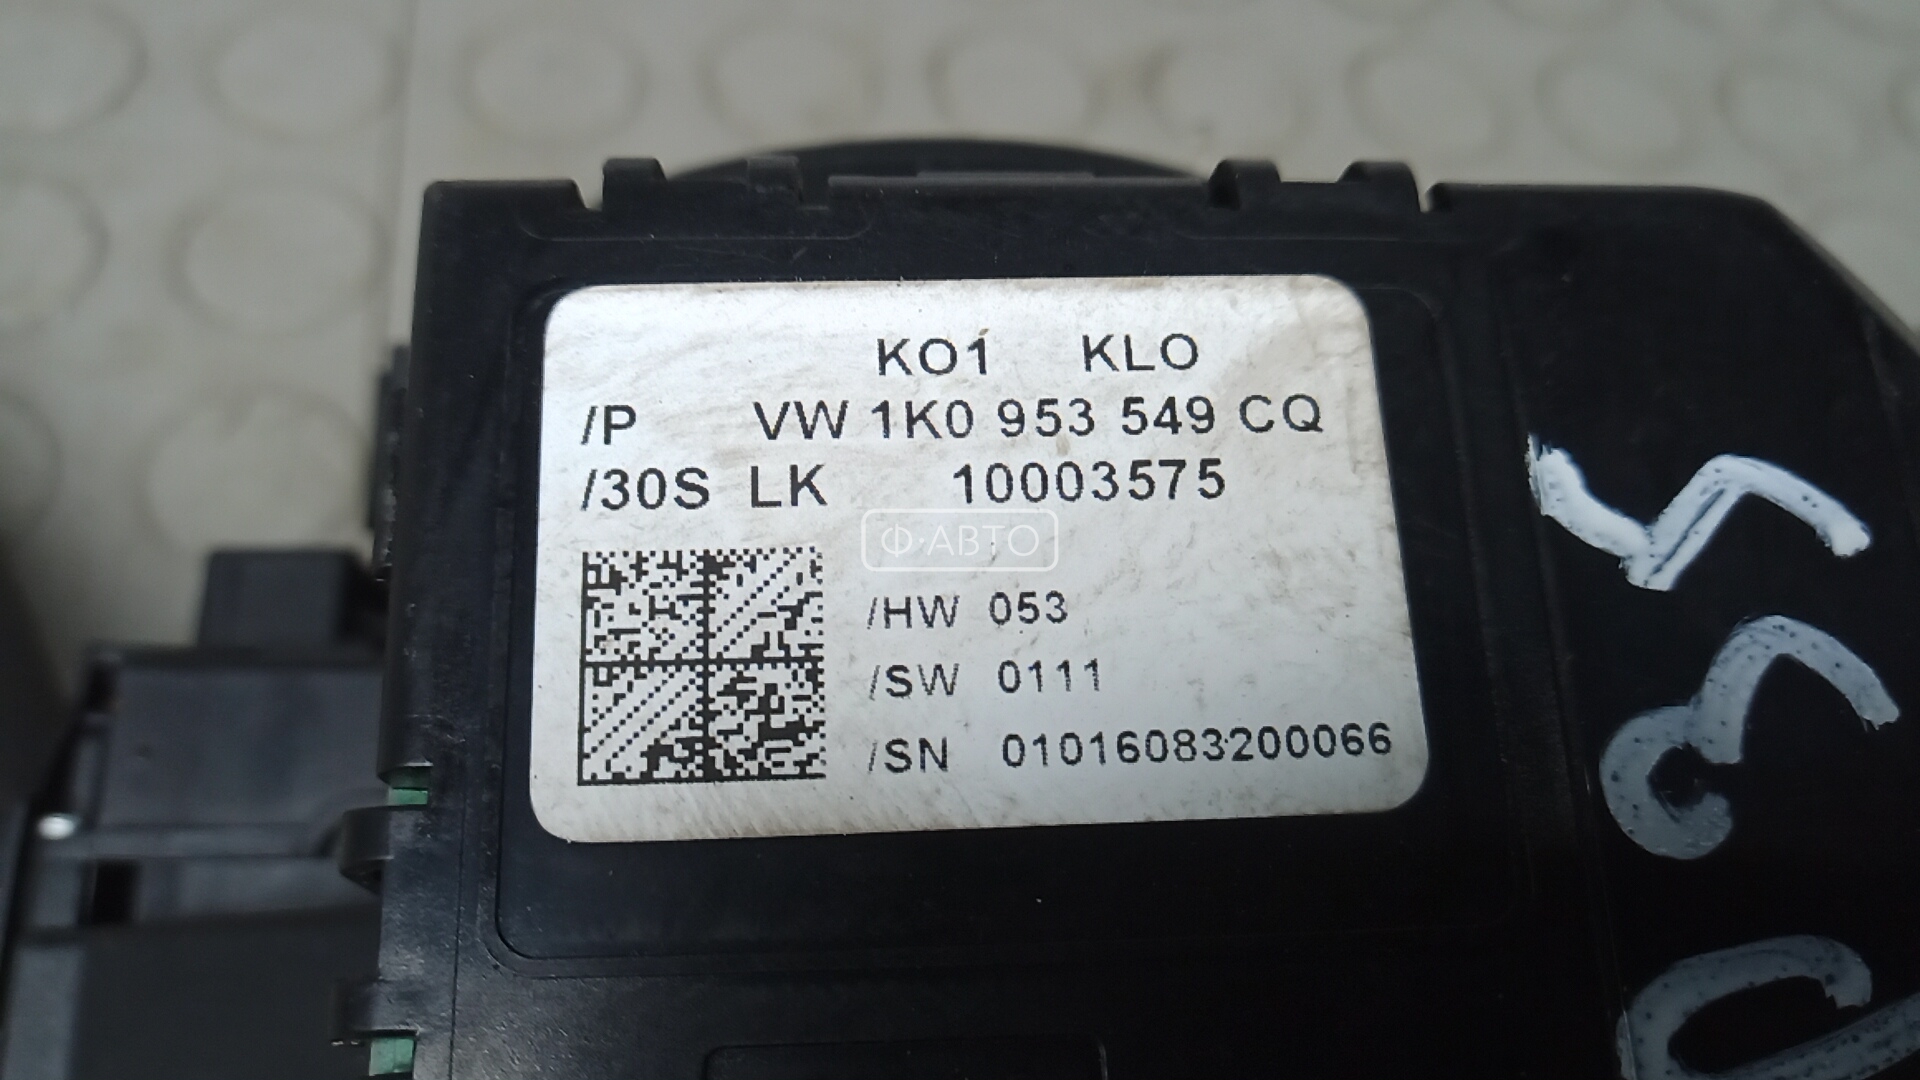 KO1 KLO
/P VW 1K0 953 549 CQ
/30S LK 10003575
Ф·АВТО
/HW 053
/SW 0111
/SN 01016083200066